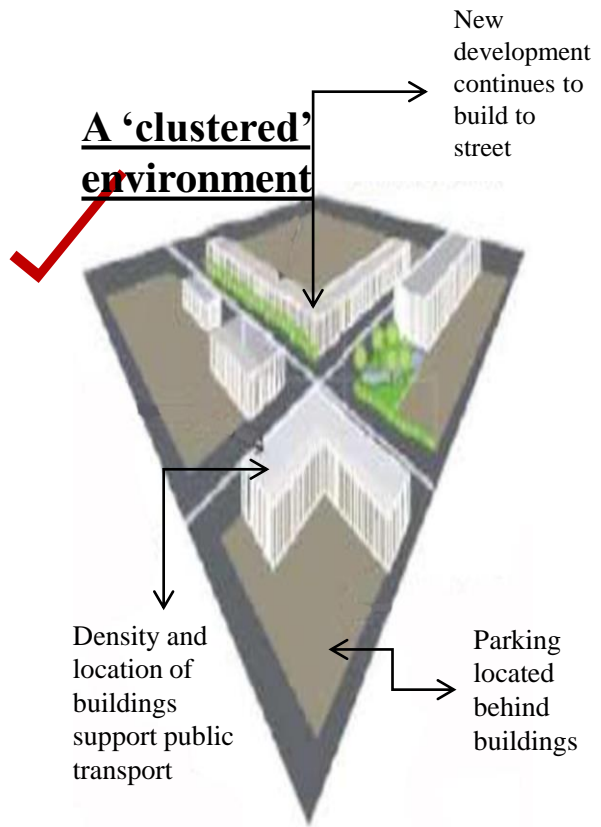 New
development
continues to
build to
street
A ‘clustered’
environment
Density and
location of
buildings
support public
transport
Parking
located
behind
buildings